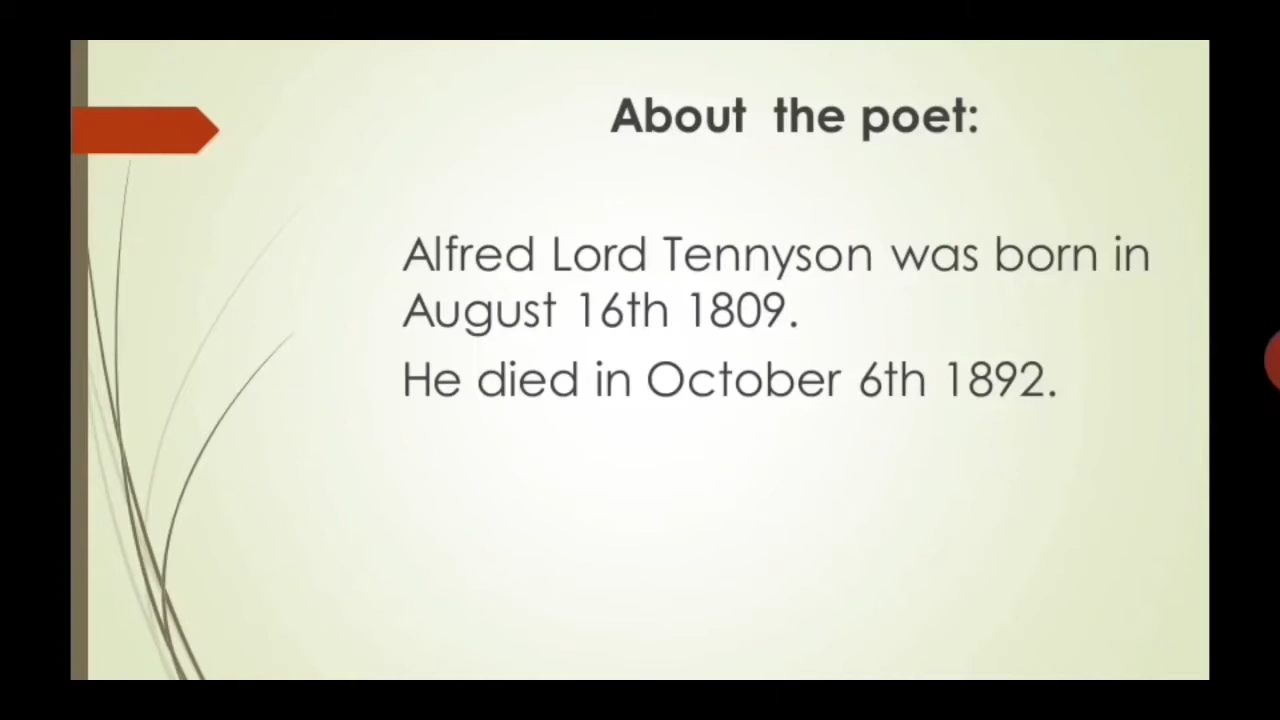 About the poet:
Alfred Lord Tennyson was born in
August 16th 1809.
He died in October 6th 1892.